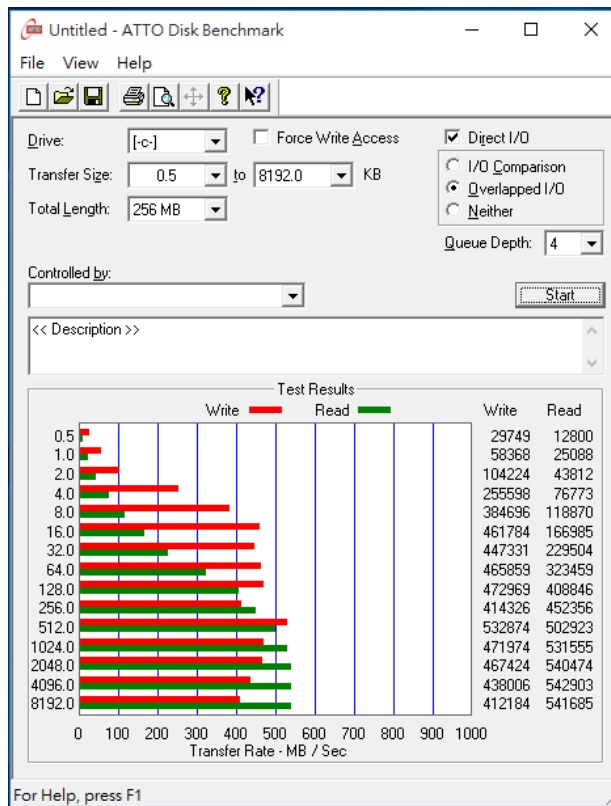 Untitled - ATTO Disk Benchmark
File View Help
Drive: [-c-] Force Write Access Direct I/O
Transfer Size: 0.5 to 8192.0 KB
I/O Comparison
Overlapped I/O
Neither
Total Length: 256 MB
Queue Depth: 4
Controlled by:
Start
<< Description >>
Test Results
Write Read Write Read
0.5 29749 12800
1.0 58368 25088
2.0 104224 43812
4.0 255598 76773
8.0 384696 118870
16.0 461784 166985
32.0 447331 229504
64.0 465859 323459
128.0 472969 408846
256.0 414326 452356
512.0 532874 502923
1024.0 471974 531555
2048.0 467424 540474
4096.0 438006 542903
8192.0 412184 541685
0 100 200 300 400 500 600 700 800 900 1000
Transfer Rate - MB / Sec
For Help, press F1